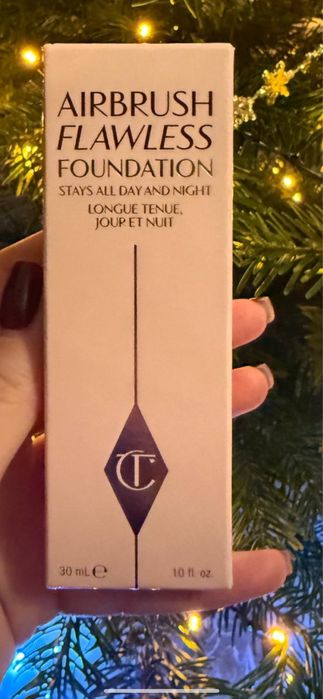 AIRBRUSH
FLAWLESS
FOUNDATION
STAYS ALL DAY AND NIGHT
LONGUE TENUE,
JOUR ET NUIT
CT
30 mL e 1.0 fl. oz.